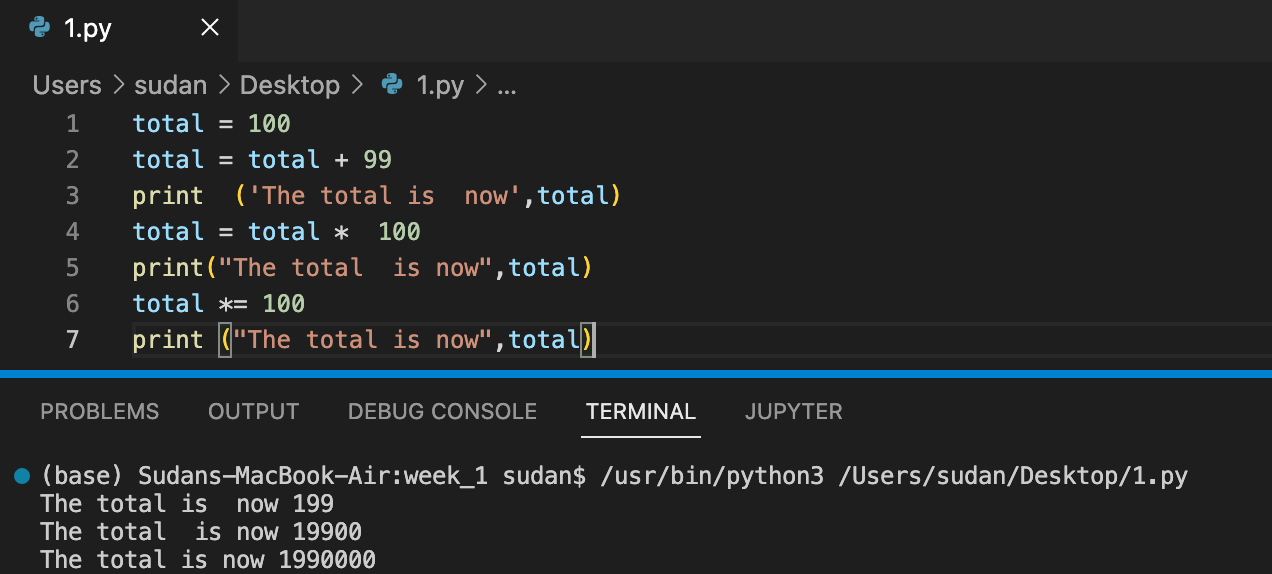 1.py ×
Users > sudan > Desktop > 1.py > ...
1 total = 100
2 total = total + 99
3 print  ('The total is  now',total)
4 total = total *  100
5 print("The total  is now",total)
6 total *= 100
7 print ("The total is now",total)
PROBLEMS OUTPUT DEBUG CONSOLE TERMINAL JUPYTER
(base) Sudans-MacBook-Air:week_1 sudan$ /usr/bin/python3 /Users/sudan/Desktop/1.py
The total is  now 199
The total  is now 19900
The total is now 1990000